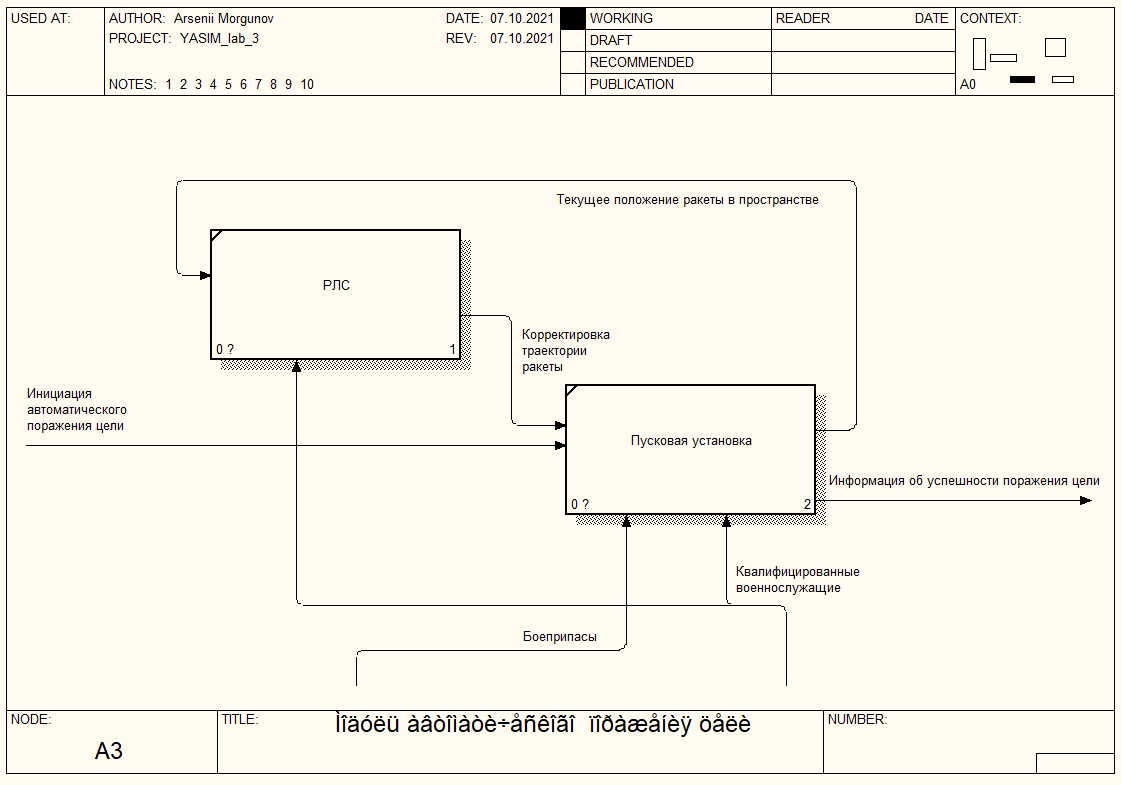 USED AT:
AUTHOR: Arsenii Morgunov
DATE: 07.10.2021
PROJECT: YASIM_lab_3
REV: 07.10.2021
NOTES: 1 2 3 4 5 6 7 8 9 10
WORKING
DRAFT
RECOMMENDED
PUBLICATION
READER DATE
CONTEXT:
A0
Текущее положение ракеты в пространстве
РЛС
0 ?
1
Корректировка
траектории
ракеты
Инициация
автоматического
поражения цели
Пусковая установка
0 ?
2
Информация об успешности поражения цели
Квалифицированные
военнослужащие
Боеприпасы
NODE:
A3
TITLE:
Ìîäóëü àâòîìàòè÷åñêîãî ïîðàæåíèÿ öåëè
NUMBER: